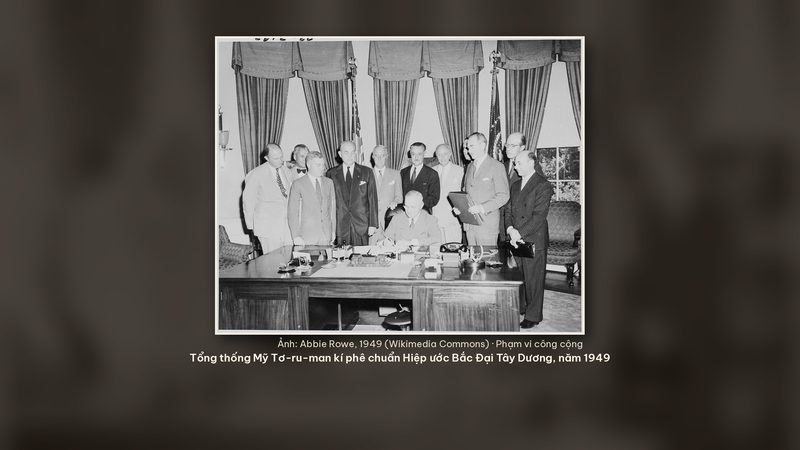 Ảnh: Abbie Rowe, 1949 (Wikimedia Commons) · Phạm vi công cộng
Tổng thống Mỹ Tơ-ru-man kí phê chuẩn Hiệp ước Bắc Đại Tây Dương, năm 1949